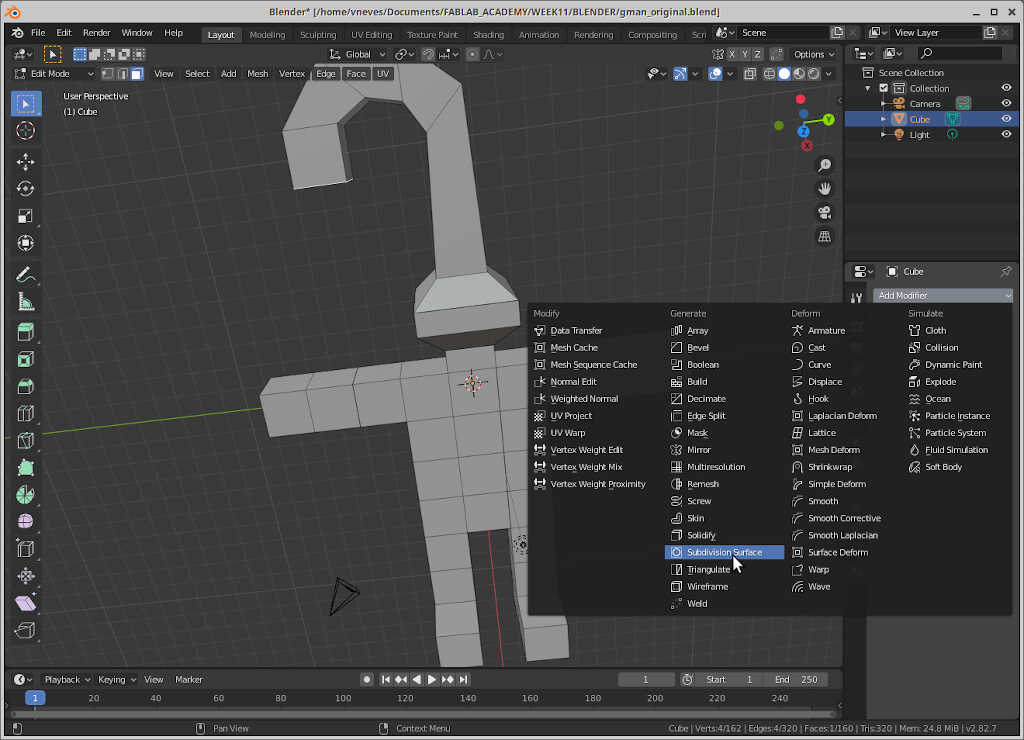 Blender* [/home/vneves/Documents/FABLAB_ACADEMY/WEEK11/BLENDER/gman_original.blend]
File Edit Render Window Help Layout Modeling Sculpting UV Editing Texture Paint Shading Animation Rendering Compositing Scr Scene View Layer
Global X Y Z Options
Edit Mode View Select Add Mesh Vertex Edge Face UV
User Perspective
(1) Cube
Scene Collection
Collection
Camera
Cube
Light
Y
Z
X
Cube
Add Modifier
Modify Generate Deform Simulate
Data Transfer Array Armature Cloth
Mesh Cache Bevel Cast Collision
Mesh Sequence Cache Boolean Curve Dynamic Paint
Normal Edit Build Displace Explode
Weighted Normal Decimate Hook Ocean
UV Project Edge Split Laplacian Deform Particle Instance
UV Warp Mask Lattice Particle System
Vertex Weight Edit Mirror Mesh Deform Fluid Simulation
Vertex Weight Mix Multiresolution Shrinkwrap Soft Body
Vertex Weight Proximity Remesh Simple Deform
Screw Smooth
Skin Smooth Corrective
Solidify Smooth Laplacian
Subdivision Surface Surface Deform
Triangulate Warp
Wireframe Wave
Weld
Playback Keying View Marker 1 Start 1 End 250
1 20 40 60 80 100 120 140 160 180 200 220 240
Pan View Context Menu Cube | Verts:4/162 | Edges:4/320 | Faces:1/160 | Tris:320 | Mem: 24.8 MiB | v2.82.7